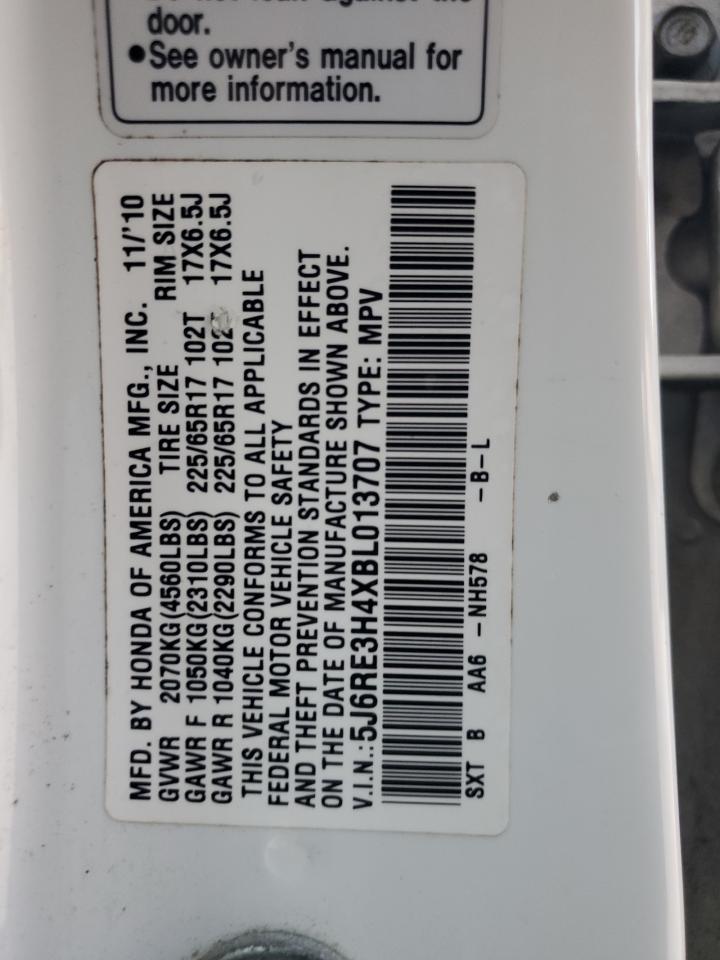 door.
•See owner's manual for
more information.
MFD. BY HONDA OF AMERICA MFG., INC. 11/'10
GVWR 2070KG(4560LBS) TIRE SIZE RIM SIZE
GAWR F 1050KG(2310LBS) 225/65R17 102T 17X6.5J
GAWR R 1040KG(2290LBS) 225/65R17 102T 17X6.5J
THIS VEHICLE CONFORMS TO ALL APPLICABLE
FEDERAL MOTOR VEHICLE SAFETY
AND THEFT PREVENTION STANDARDS IN EFFECT
ON THE DATE OF MANUFACTURE SHOWN ABOVE.
V.I.N.:5J6RE3H4XBL013707 TYPE: MPV
SXT B AA6 -NH578 -B-L